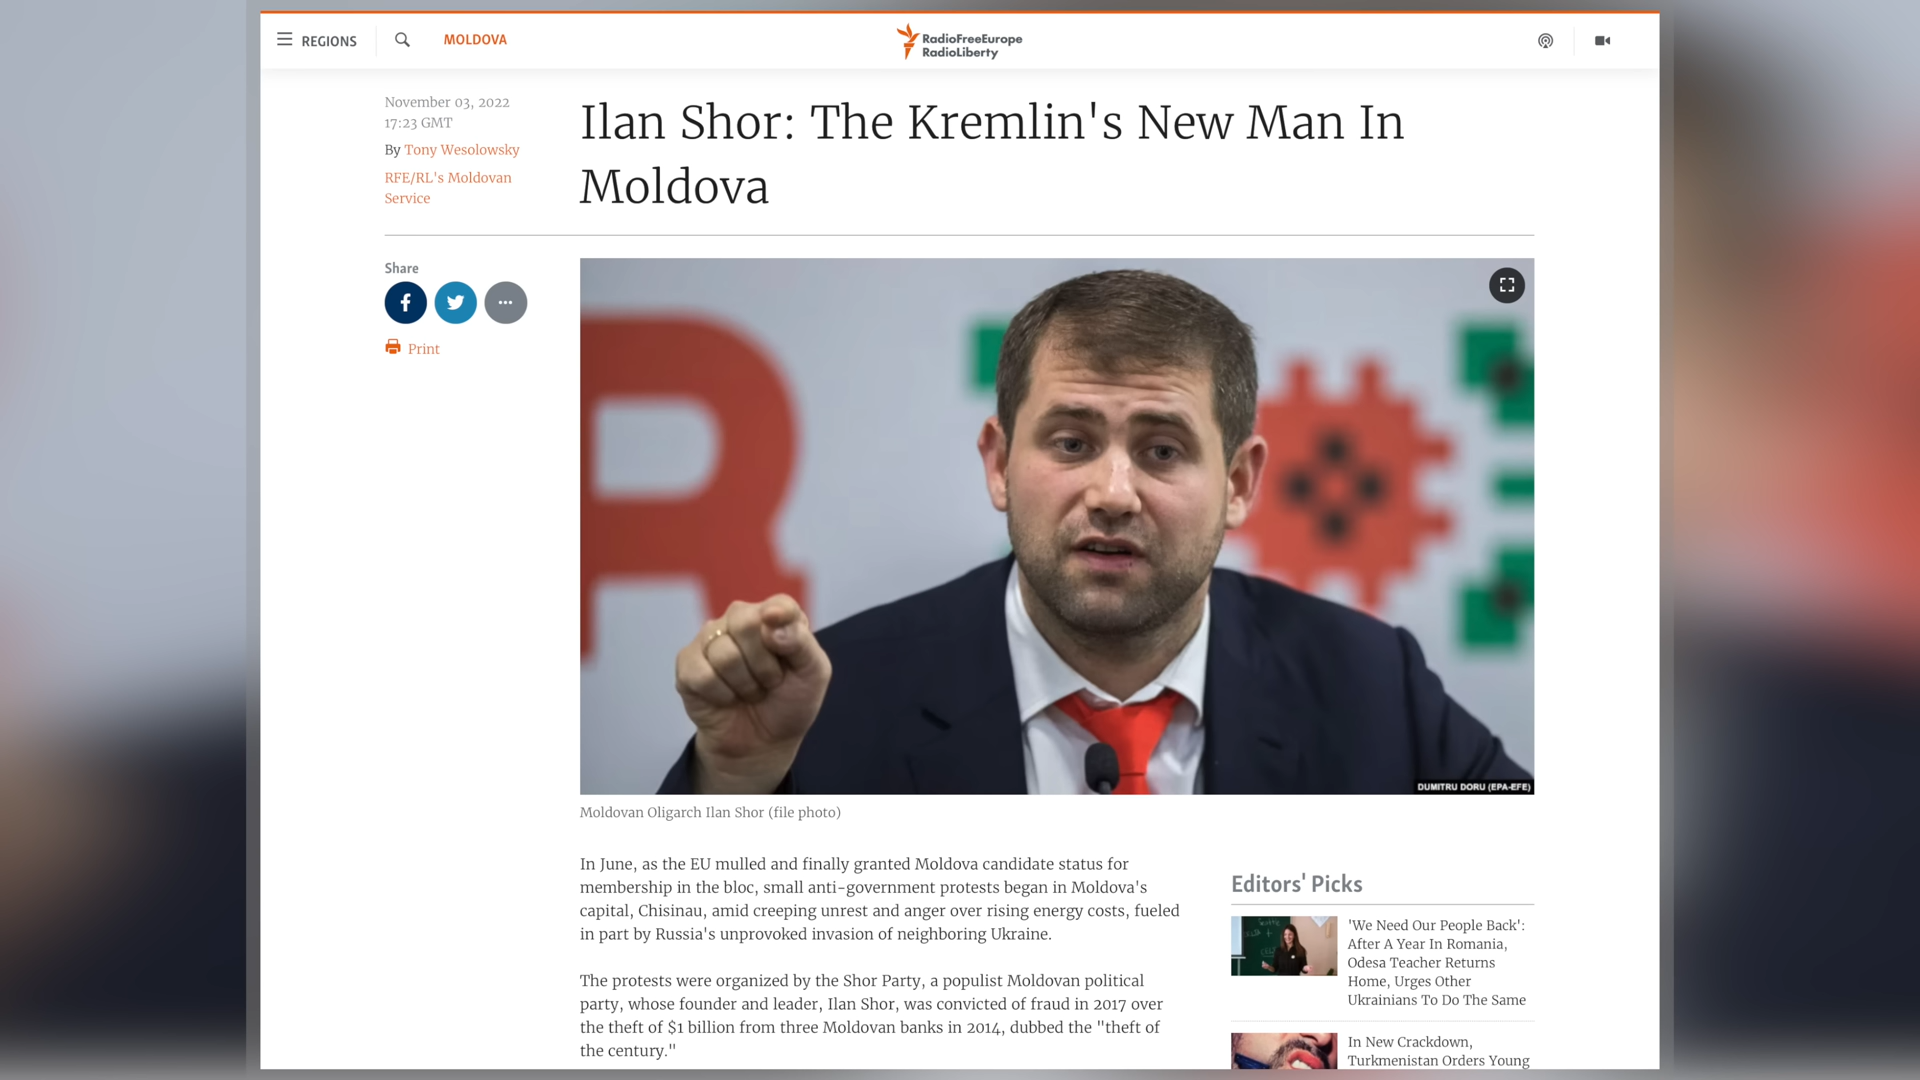 REGIONS
MOLDOVA
RadioFreeEurope
RadioLiberty
November 03, 2022
17:23 GMT
By Tony Wesolowsky
RFE/RL's Moldovan
Service
Ilan Shor: The Kremlin's New Man In
Moldova
Share
Print
R
DUMITRU DORU (EPA-EFE)
Moldovan Oligarch Ilan Shor (file photo)
In June, as the EU mulled and finally granted Moldova candidate status for
membership in the bloc, small anti-government protests began in Moldova's
capital, Chisinau, amid creeping unrest and anger over rising energy costs, fueled
in part by Russia's unprovoked invasion of neighboring Ukraine.
The protests were organized by the Shor Party, a populist Moldovan political
party, whose founder and leader, Ilan Shor, was convicted of fraud in 2017 over
the theft of $1 billion from three Moldovan banks in 2014, dubbed the "theft of
the century."
Editors' Picks
'We Need Our People Back':
After A Year In Romania,
Odesa Teacher Returns
Home, Urges Other
Ukrainians To Do The Same
In New Crackdown,
Turkmenistan Orders Young